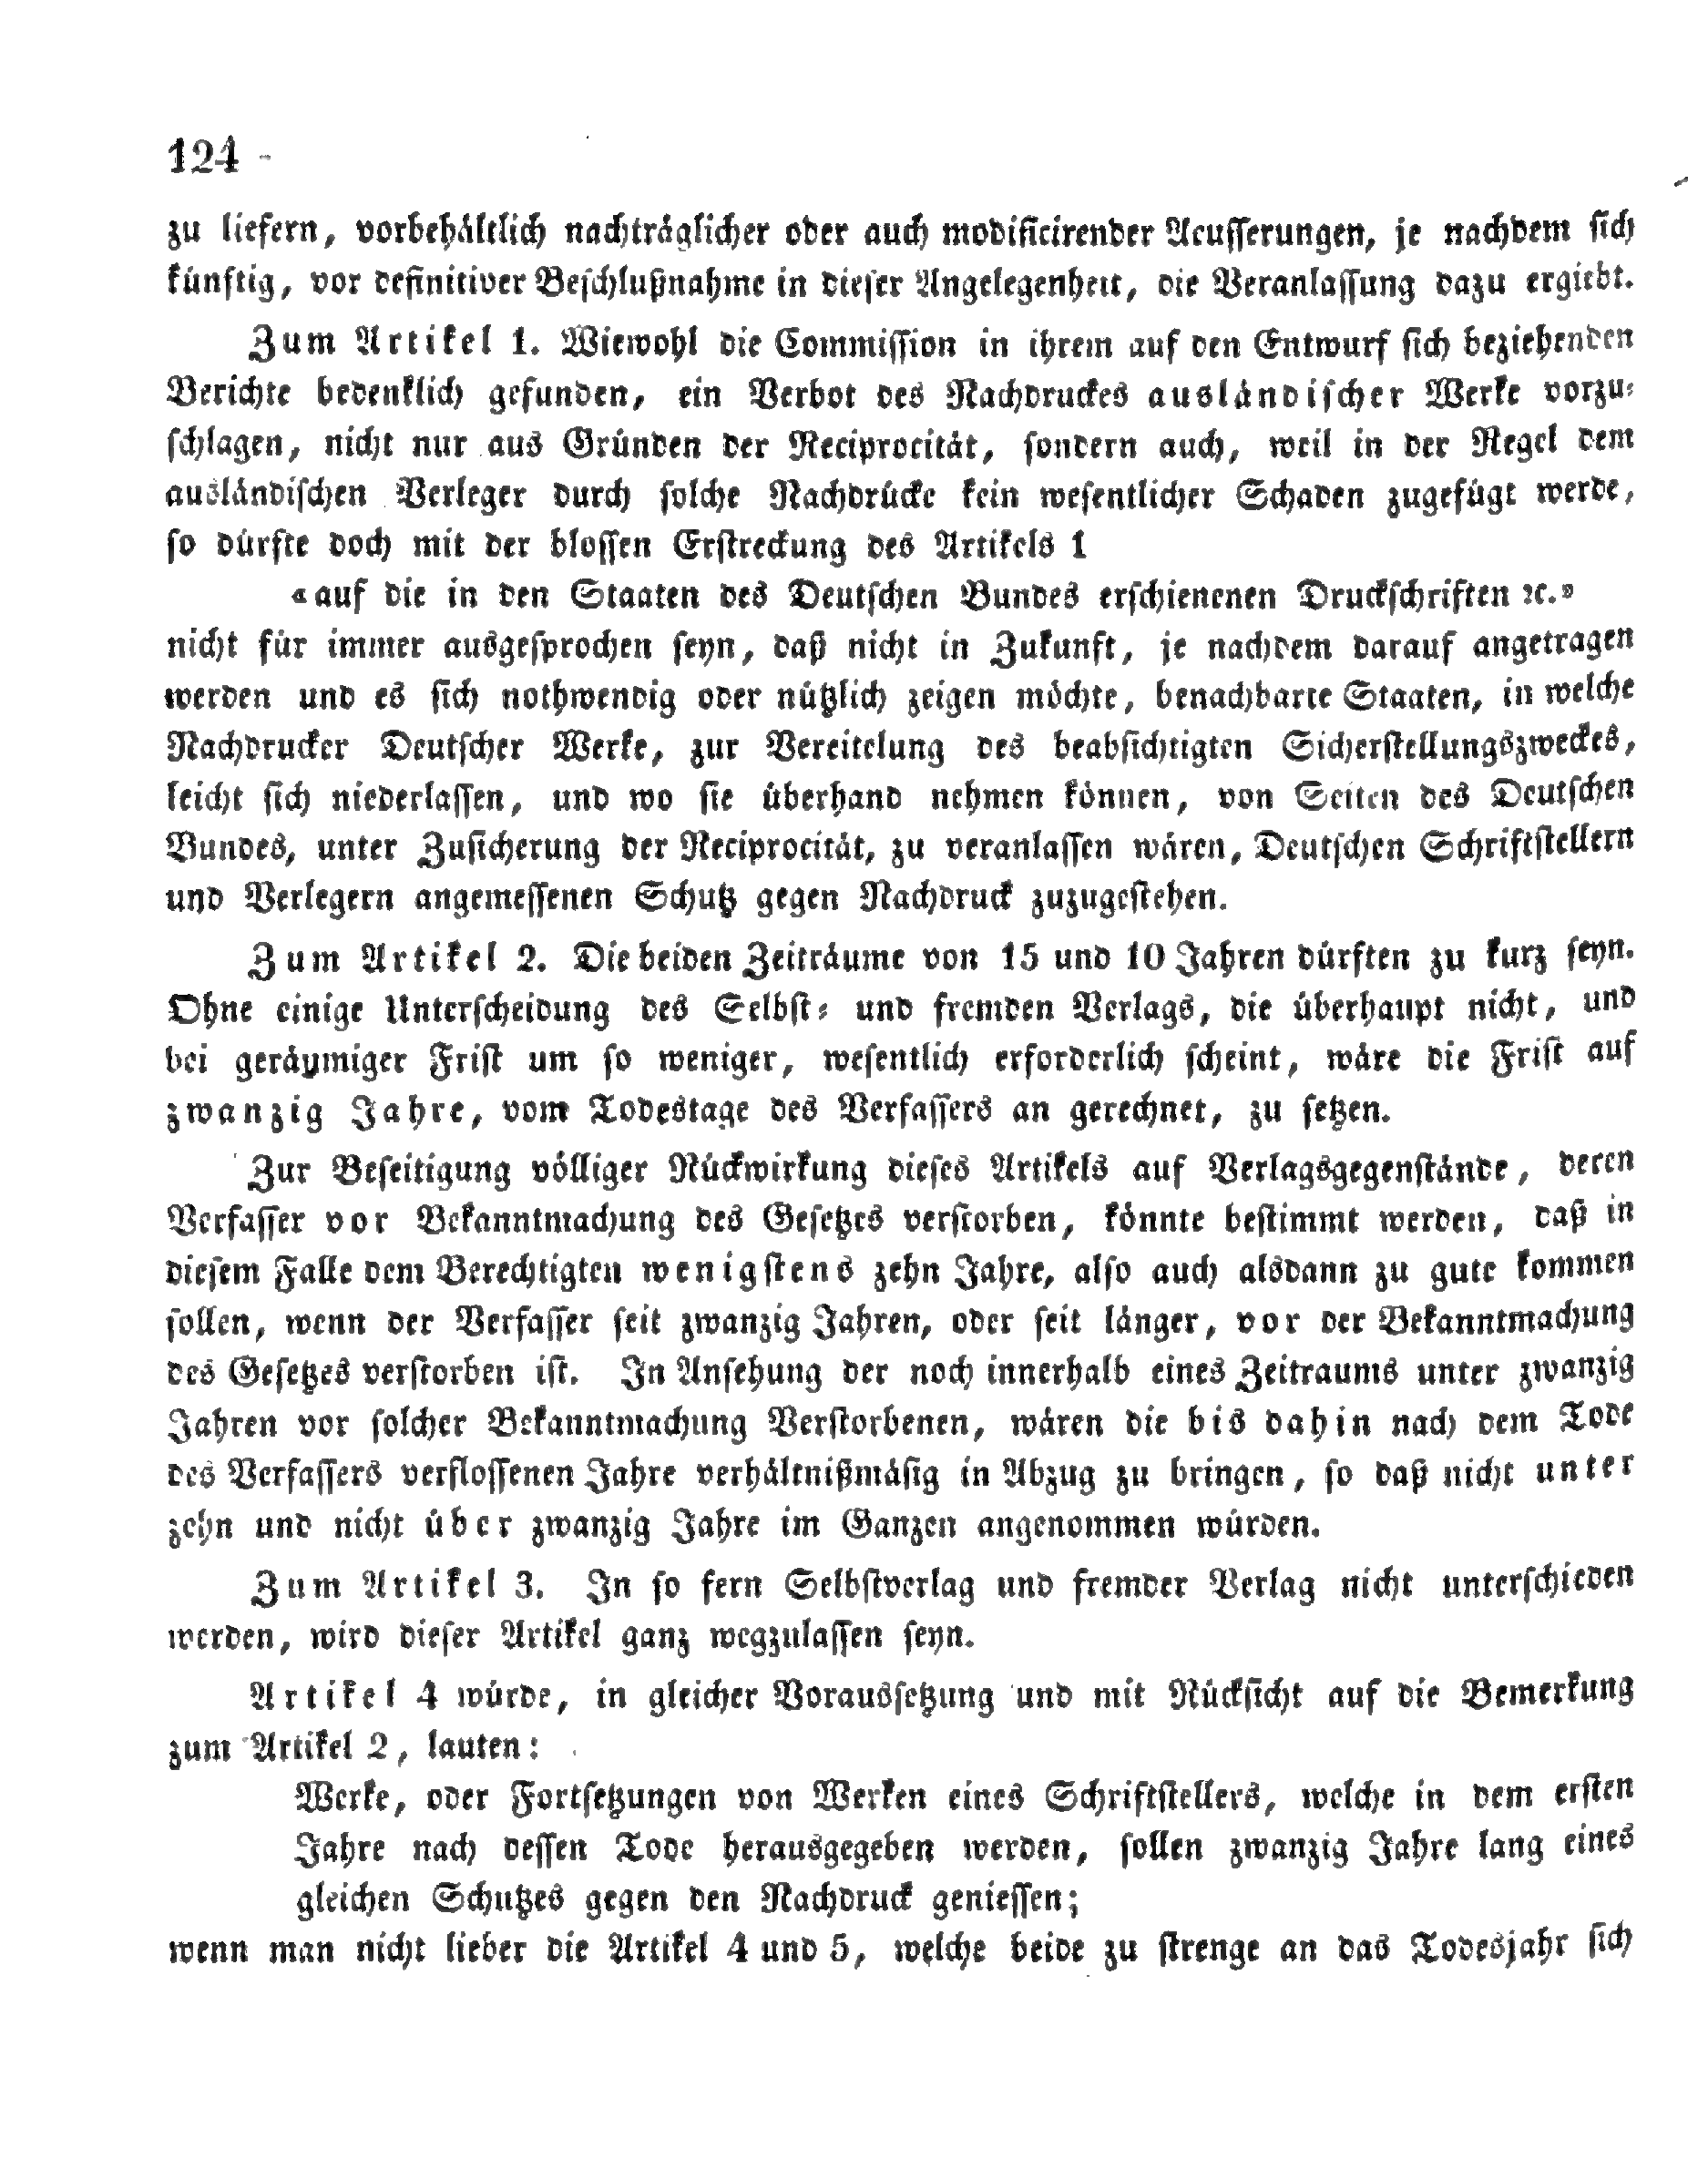 124
zu liefern, vorbehältlich nachträglicher oder auch modificirender Aeusserungen, je nachdem sich
künftig, vor definitiver Beschlußnahme in dieser Angelegenheit, die Veranlassung dazu ergiebt.
Zum Artikel 1. Wiewohl die Commission in ihrem auf den Entwurf sich beziehenden
Berichte bedenklich gefunden, ein Verbot des Nachdruckes ausländischer Werke vorzu-
schlagen, nicht nur aus Gründen der Reciprocität, sondern auch, weil in der Regel dem
ausländischen Verleger durch solche Nachdrücke kein wesentlicher Schaden zugefügt werde,
so dürfte doch mit der blossen Erstreckung des Artikels 1
«auf die in den Staaten des Deutschen Bundes erschienenen Druckschriften ꝛc.»
nicht für immer ausgesprochen seyn, daß nicht in Zukunft, je nachdem darauf angetragen
werden und es sich nothwendig oder nützlich zeigen möchte, benachbarte Staaten, in welche
Nachdrucker Deutscher Werke, zur Vereitelung des beabsichtigten Sicherstellungszweckes,
leicht sich niederlassen, und wo sie überhand nehmen können, von Seiten des Deutschen
Bundes, unter Zusicherung der Reciprocität, zu veranlassen wären, Deutschen Schriftstellern
und Verlegern angemessenen Schutz gegen Nachdruck zuzugestehen.
Zum Artikel 2. Die beiden Zeiträume von 15 und 10 Jahren dürften zu kurz seyn.
Ohne einige Unterscheidung des Selbst- und fremden Verlags, die überhaupt nicht, und
bei geräumiger Frist um so weniger, wesentlich erforderlich scheint, wäre die Frist auf
zwanzig Jahre, vom Todestage des Verfassers an gerechnet, zu setzen.
Zur Beseitigung völliger Rückwirkung dieses Artikels auf Verlagsgegenstände, deren
Verfasser vor Bekanntmachung des Gesetzes verstorben, könnte bestimmt werden, daß in
diesem Falle dem Berechtigten wenigstens zehn Jahre, also auch alsdann zu gute kommen
sollen, wenn der Verfasser seit zwanzig Jahren, oder seit länger, vor der Bekanntmachung
des Gesetzes verstorben ist. In Ansehung der noch innerhalb eines Zeitraums unter zwanzig
Jahren vor solcher Bekanntmachung Verstorbenen, wären die bis dahin nach dem Tode
des Verfassers verflossenen Jahre verhältnißmäsig in Abzug zu bringen, so daß nicht unter
zehn und nicht über zwanzig Jahre im Ganzen angenommen würden.
Zum Artikel 3. In so fern Selbstverlag und fremder Verlag nicht unterschieden
werden, wird dieser Artikel ganz wegzulassen seyn.
Artikel 4 würde, in gleicher Voraussetzung und mit Rücksicht auf die Bemerkung
zum Artikel 2, lauten:
Werke, oder Fortsetzungen von Werken eines Schriftstellers, welche in dem ersten
Jahre nach dessen Tode herausgegeben werden, sollen zwanzig Jahre lang eines
gleichen Schutzes gegen den Nachdruck geniessen;
wenn man nicht lieber die Artikel 4 und 5, welche beide zu strenge an das Todesjahr sich